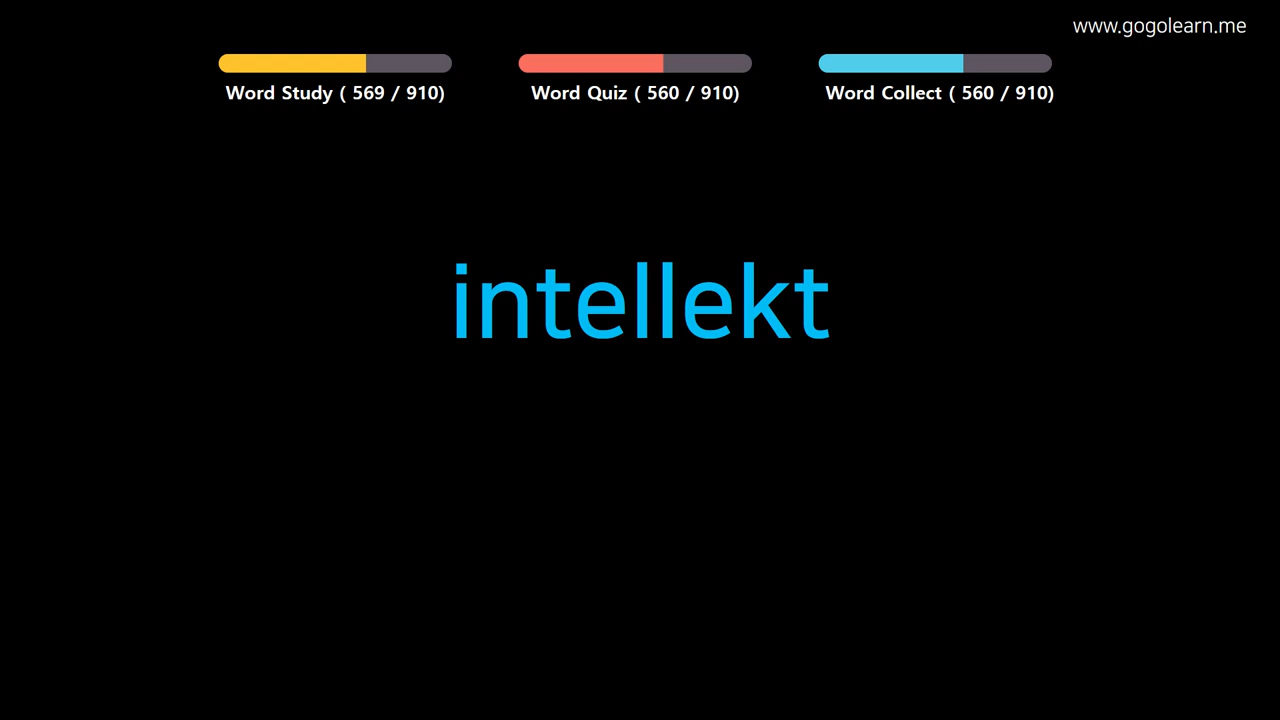 www.gogolearn.me
Word Study ( 569 / 910)
Word Quiz ( 560 / 910)
Word Collect ( 560 / 910)
intellekt